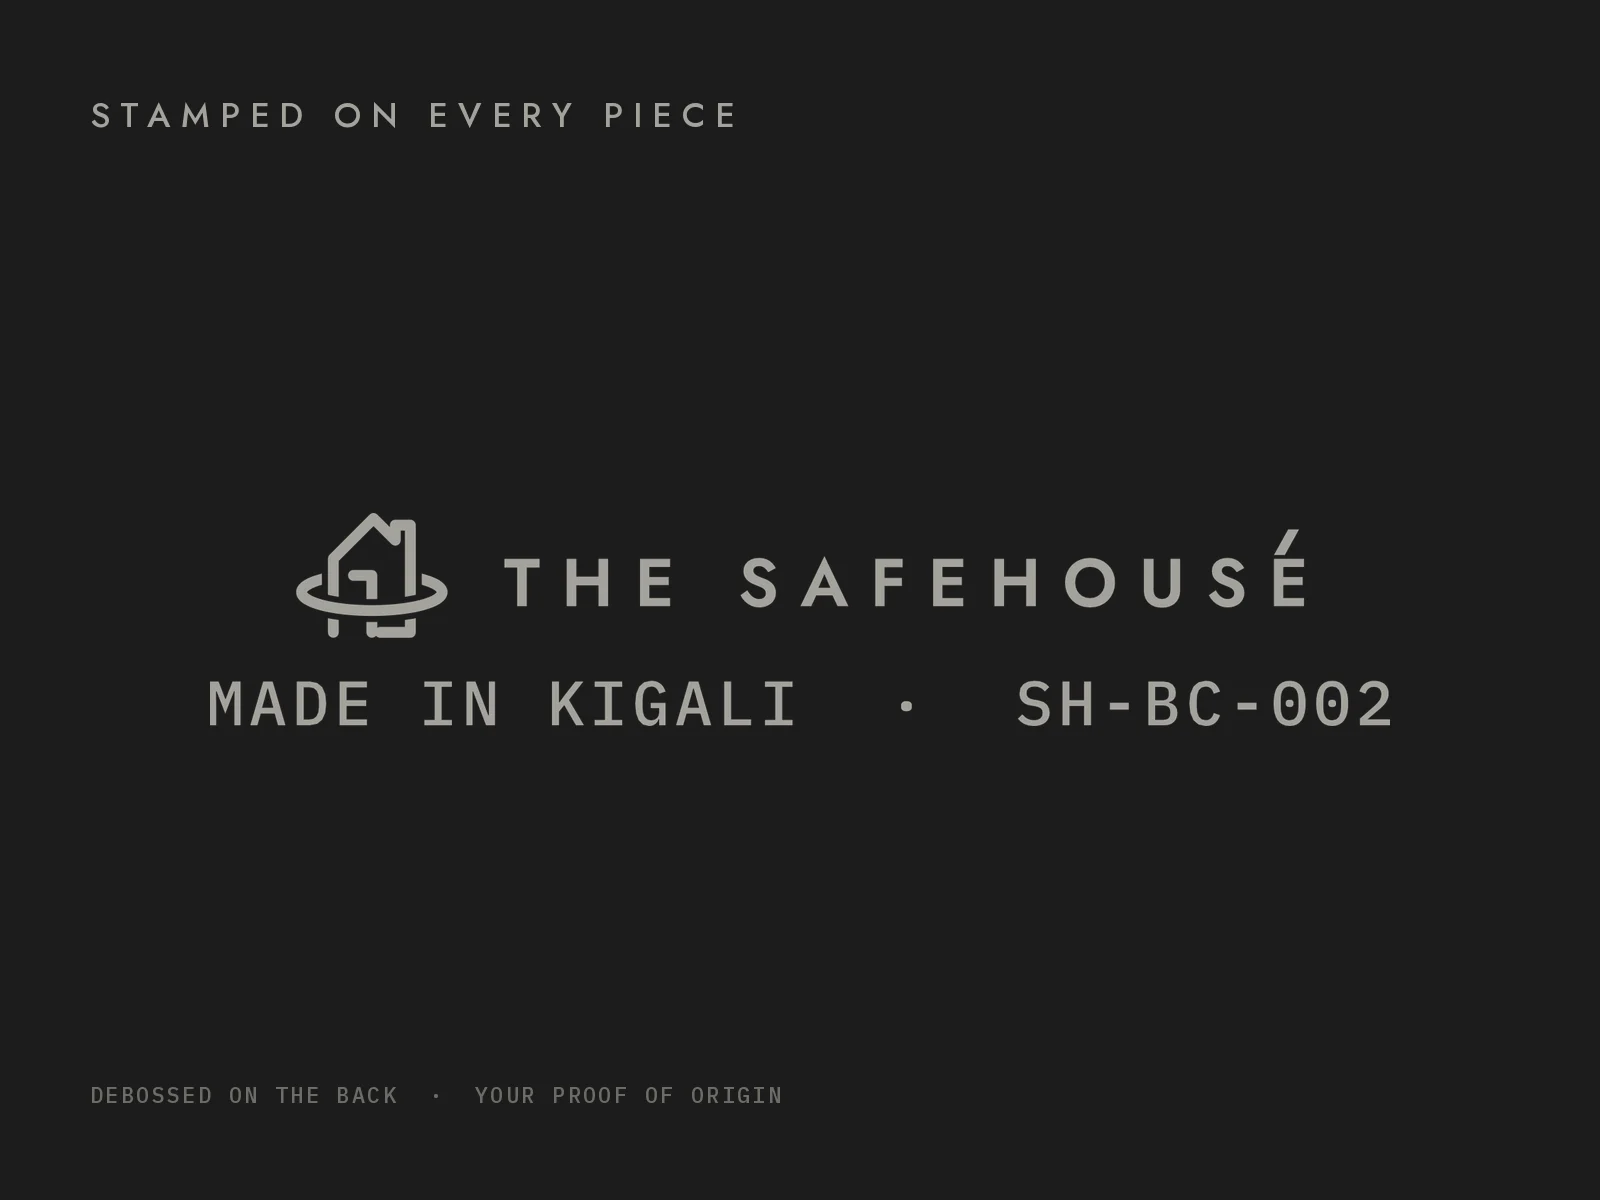 STAMPED ON EVERY PIECE
THE SAFEHOUSÉ
MADE IN KIGALI · SH-BC-002
DEBOSSED ON THE BACK · YOUR PROOF OF ORIGIN